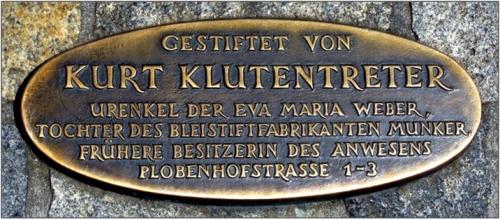 GESTIFTET VON
KURT KLUTENTRETER
URENKEL DER EVA MARIA WEBER,
TOCHTER DES BLEISTIFTFABRIKANTEN MUNKER.
FRÜHERE BESITZERIN DES ANWESENS
PLOBENHOFSTRASSE 1-3